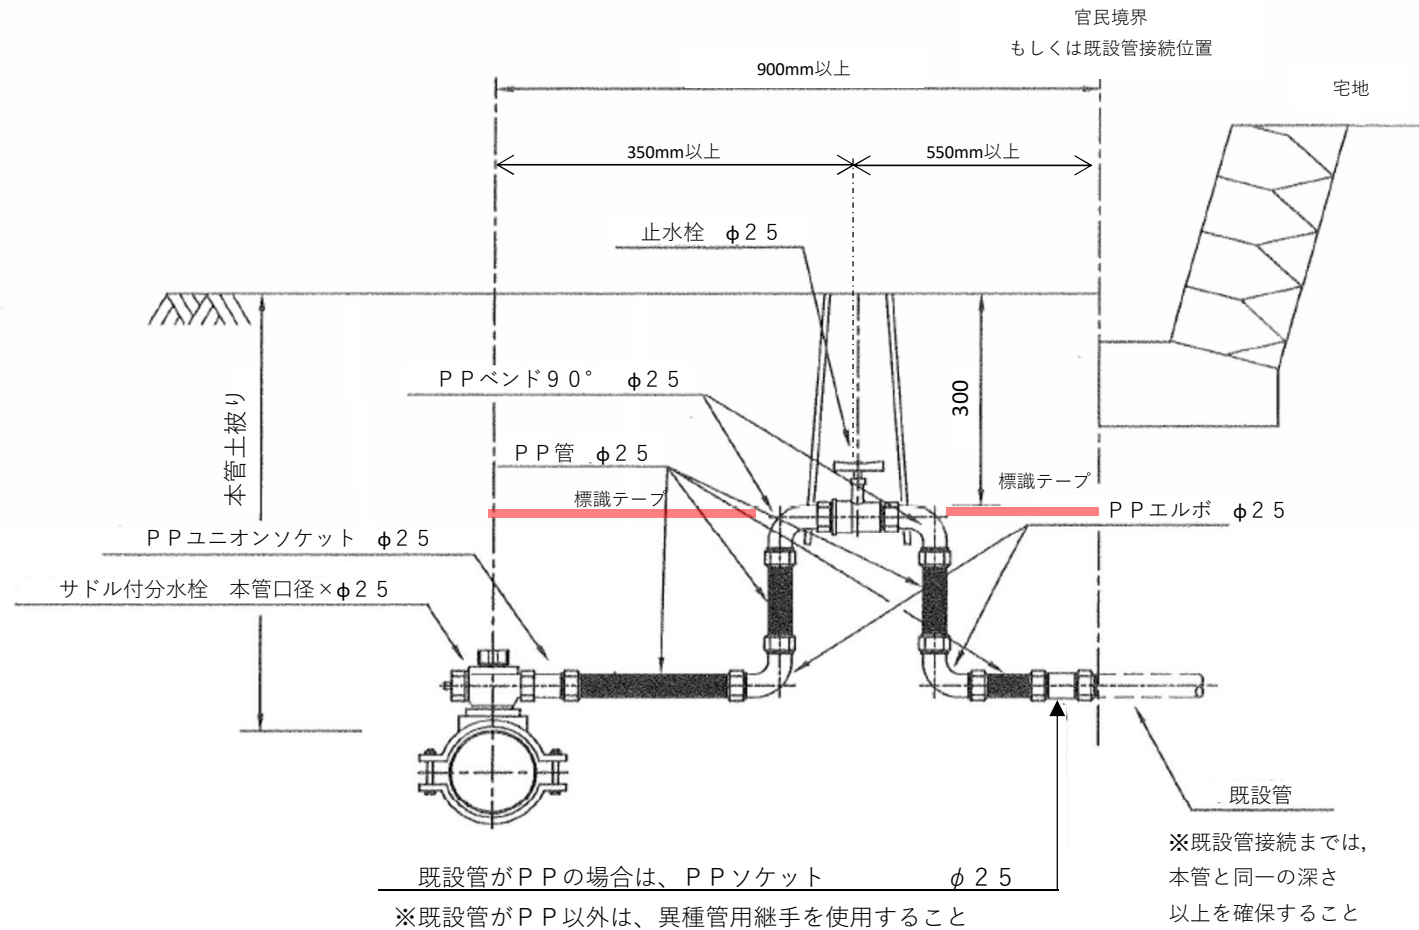 官民境界
もしくは既設管接続位置
900mm以上
宅地
350mm以上
550mm以上
止水栓　φ２５
ＰＰベンド９０°　φ２５
300
本管土被り
ＰＰ管　φ２５
標識テープ
標識テープ
ＰＰエルボ　φ２５
ＰＰユニオンソケット　φ２５
サドル付分水栓　本管口径×φ２５
既設管
※既設管接続までは,
本管と同一の深さ
以上を確保すること
既設管がＰＰの場合は、ＰＰソケット　　　　　φ２５
※既設管がＰＰ以外は、異種管用継手を使用すること